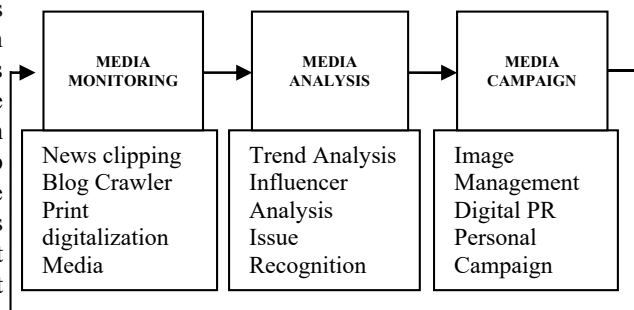 MEDIA
MONITORING
MEDIA
ANALYSIS
MEDIA
CAMPAIGN
News clipping
Blog Crawler
Print
digitalization
Media
Trend Analysis
Influencer
Analysis
Issue
Recognition
Image
Management
Digital PR
Personal
Campaign